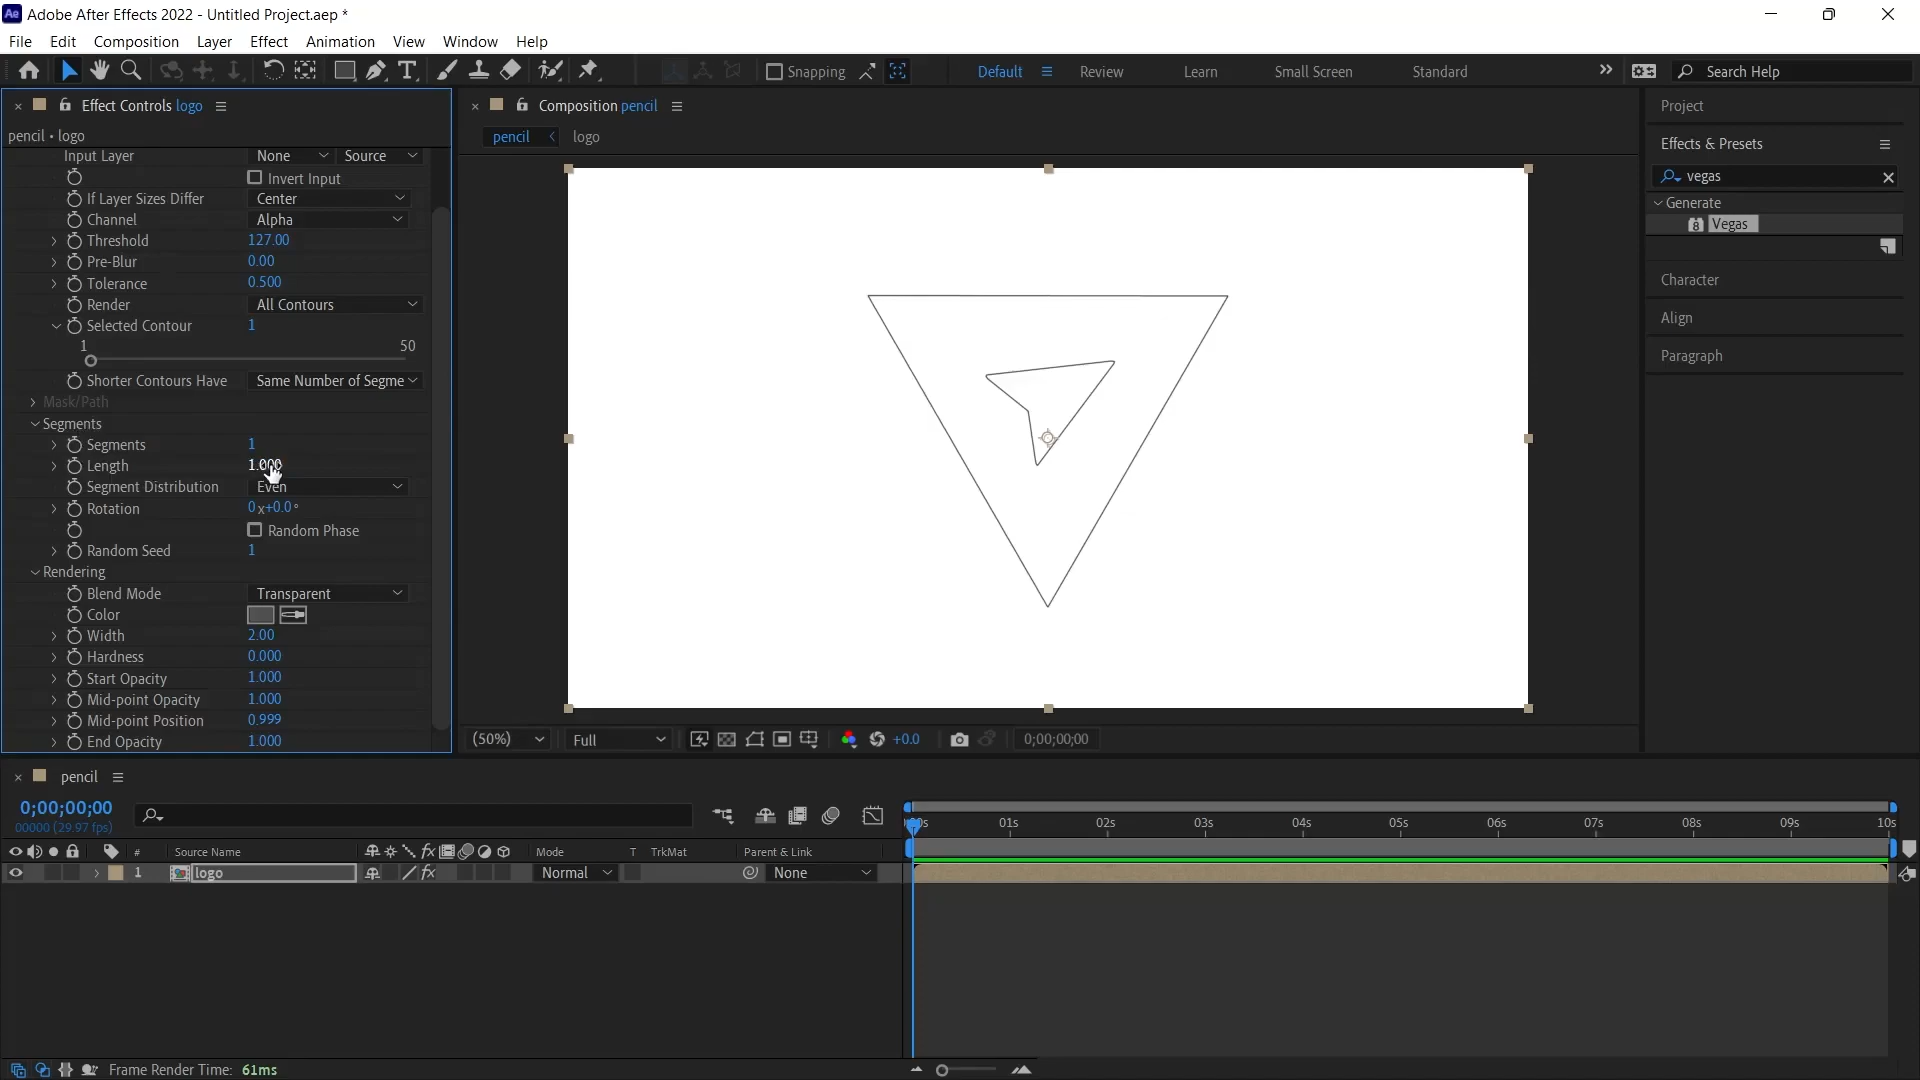 Ae Adobe After Effects 2022 - Untitled Project.aep *
File Edit Composition Layer Effect Animation View Window Help
Snapping Default Review Learn Small Screen Standard Search Help
Effect Controls logo
pencil • logo
Input Layer None Source
Invert Input
If Layer Sizes Differ Center
Channel Alpha
Threshold 127.00
Pre-Blur 0.00
Tolerance 0.500
Render All Contours
Selected Contour 1
1 50
Shorter Contours Have Same Number of Segme
Mask/Path
Segments
Segments 1
Length 1.000
Segment Distribution Even
Rotation 0x+0.0°
Random Phase
Random Seed 1
Rendering
Blend Mode Transparent
Color
Width 2.00
Hardness 0.000
Start Opacity 1.000
Mid-point Opacity 1.000
Mid-point Position 0.999
End Opacity 1.000
Composition pencil
pencil logo
(50%) Full +0.0 0;00;00;00
Project
Effects & Presets
vegas
Generate
8 Vegas
Character
Align
Paragraph
pencil
0;00;00;00
00000 (29.97 fps)
01s 02s 03s 04s 05s 06s 07s 08s 09s 10s
# Source Name fx Mode T TrkMat Parent & Link
1 logo fx Normal None
Frame Render Time: 61ms